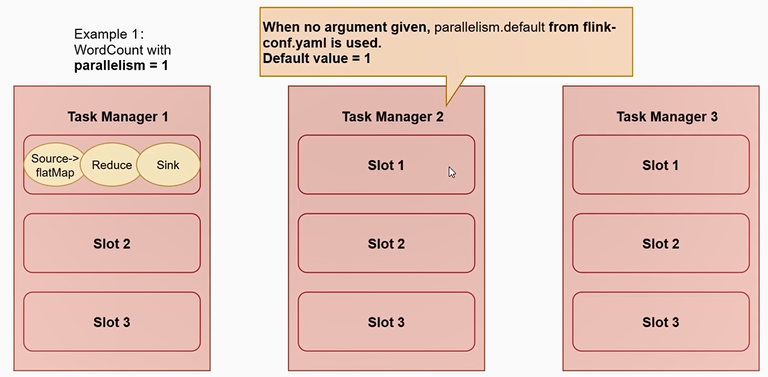 Example 1:
WordCount with
parallelism = 1
When no argument given, parallelism.default from flink-
conf.yaml is used.
Default value = 1
Task Manager 1
Source->
flatMap
Reduce
Sink
Slot 2
Slot 3
Task Manager 2
Slot 1
Slot 2
Slot 3
Task Manager 3
Slot 1
Slot 2
Slot 3